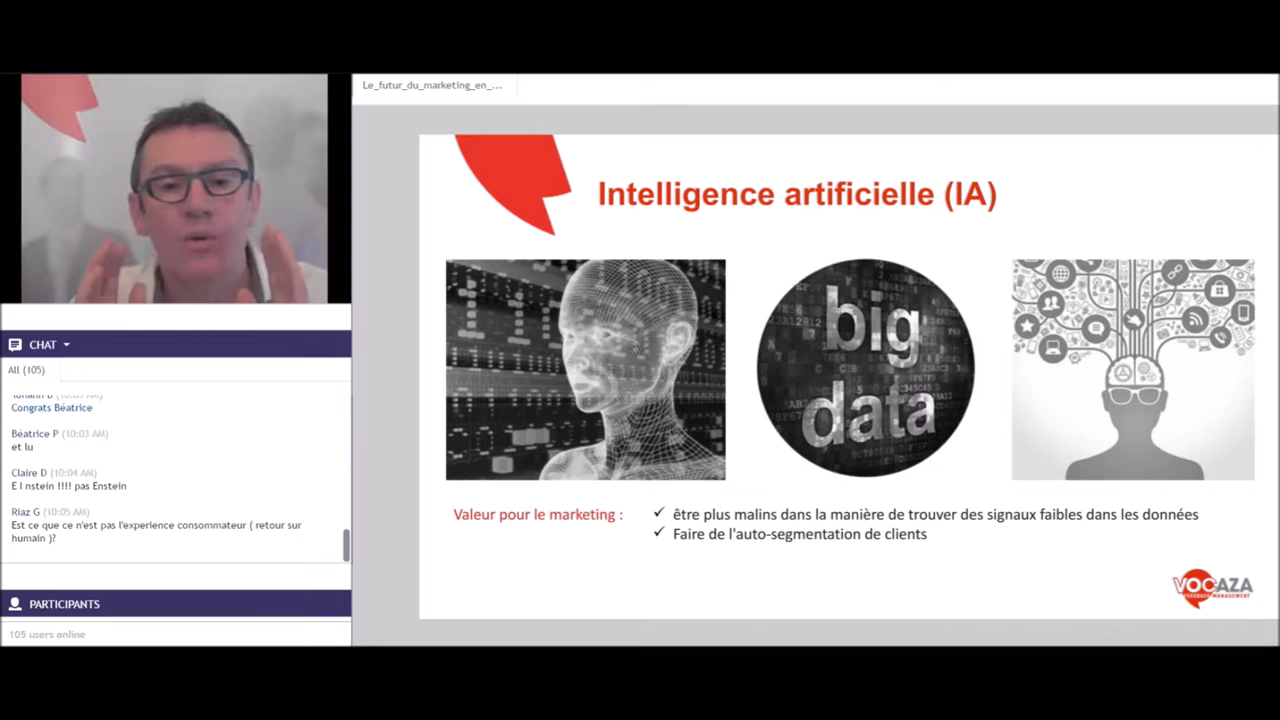 Le_futur_du_marketing_en_...
Intelligence artificielle (IA)
big
data
Valeur pour le marketing :
✓ être plus malins dans la manière de trouver des signaux faibles dans les données
✓ Faire de l'auto-segmentation de clients
VOCAZA
FEEDBACK MANAGEMENT
CHAT
All (105)
Congrats Béatrice
Béatrice P (10:03 AM)
et lu
Claire D (10:04 AM)
E I nstein !!!! pas Enstein
Riaz G (10:05 AM)
Est ce que ce n'est pas l'experience consommateur ( retour sur
humain )?
PARTICIPANTS
105 users online